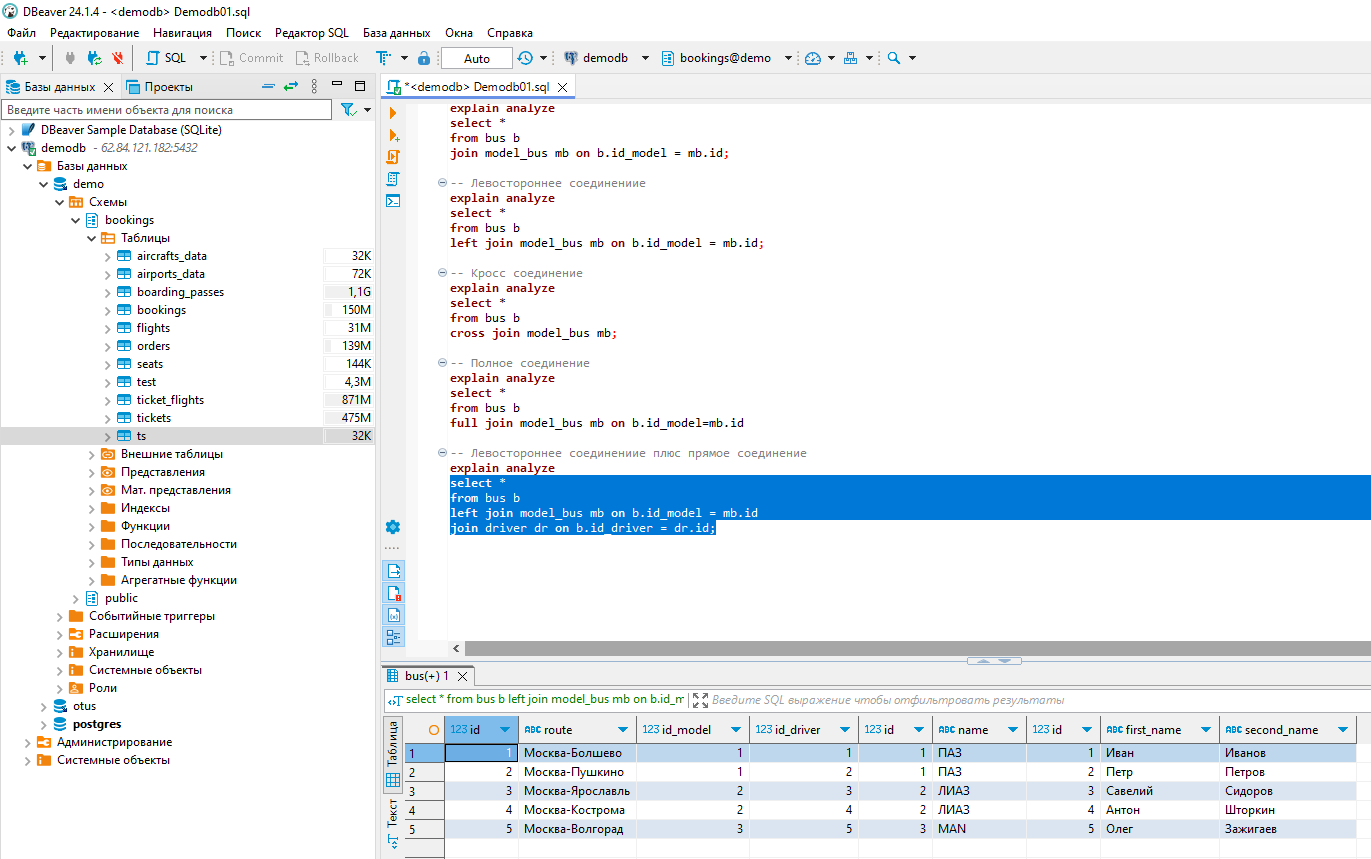 DBeaver 24.1.4 - <demodb> Demodb01.sql
Файл Редактирование Навигация Поиск Редактор SQL База данных Окна Справка
SQL Commit Rollback Auto demodb bookings@demo
Базы данных Проекты
*<demodb> Demodb01.sql
Введите часть имени объекта для поиска
DBeaver Sample Database (SQLite)
demodb - 62.84.121.182:5432
Базы данных
demo
Схемы
bookings
Таблицы
aircrafts_data 32K
airports_data 72K
boarding_passes 1,1G
bookings 150M
flights 31M
orders 139M
seats 144K
test 4,3M
ticket_flights 871M
tickets 475M
ts 32K
Внешние таблицы
Представления
Мат. представления
Индексы
Функции
Последовательности
Типы данных
Агрегатные функции
public
Событийные триггеры
Расширения
Хранилище
Системные объекты
Роли
otus
postgres
Администрирование
Системные объекты
explain analyze
select *
from bus b
join model_bus mb on b.id_model = mb.id;
-- Левостороннее соединениие
explain analyze
select *
from bus b
left join model_bus mb on b.id_model = mb.id;
-- Кросс соединение
explain analyze
select *
from bus b
cross join model_bus mb;
-- Полное соединение
explain analyze
select *
from bus b
full join model_bus mb on b.id_model=mb.id
-- Левостороннее соединениие плюс прямое соединение
explain analyze
select *
from bus b
left join model_bus mb on b.id_model = mb.id
join driver dr on b.id_driver = dr.id;
bus(+) 1
select * from bus b left join model_bus mb on b.id_m
Введите SQL выражение чтобы отфильтровать результаты
Таблица
Текст
123 id ABC route 123 id_model 123 id_driver 123 id ABC name 123 id ABC first_name ABC second_name
1 1 Москва-Болшево 1 1 1 ПАЗ 1 Иван Иванов
2 2 Москва-Пушкино 1 2 1 ПАЗ 2 Петр Петров
3 3 Москва-Ярославль 2 3 2 ЛИАЗ 3 Савелий Сидоров
4 4 Москва-Кострома 2 4 2 ЛИАЗ 4 Антон Шторкин
5 5 Москва-Волгорад 3 5 3 MAN 5 Олег Зажигаев